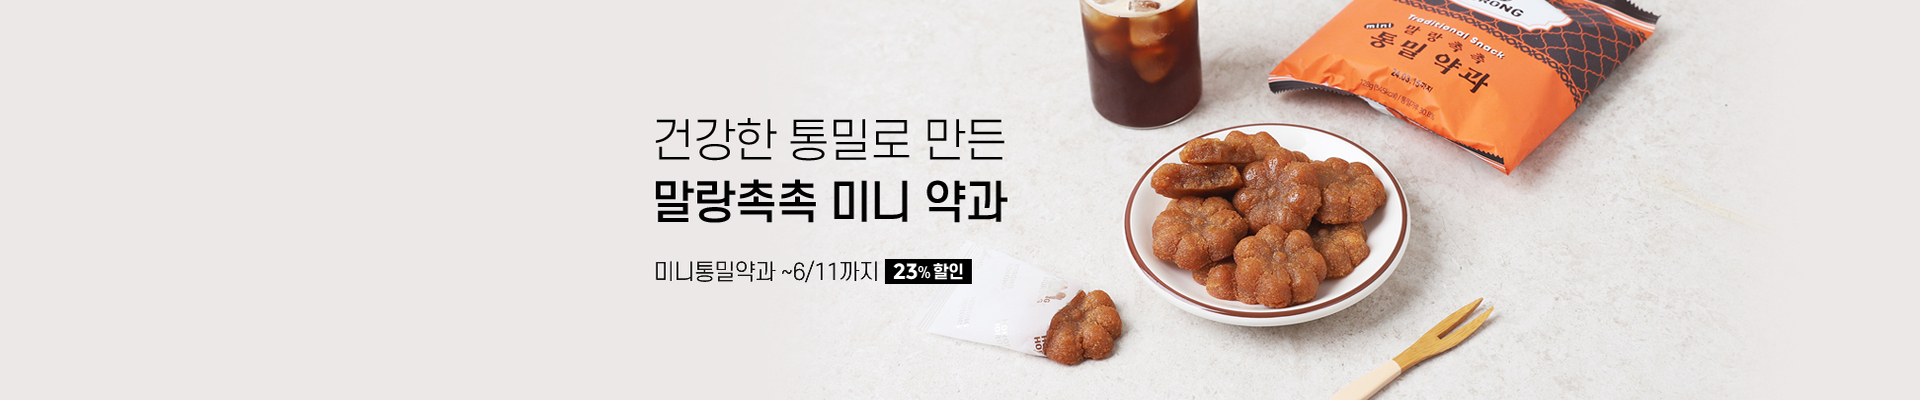 건강한 통밀로 만든
말랑촉촉 미니 약과
미니통밀약과 ~6/11까지 23% 할인
Traditional Snack
mini 말랑촉촉
통밀 약과